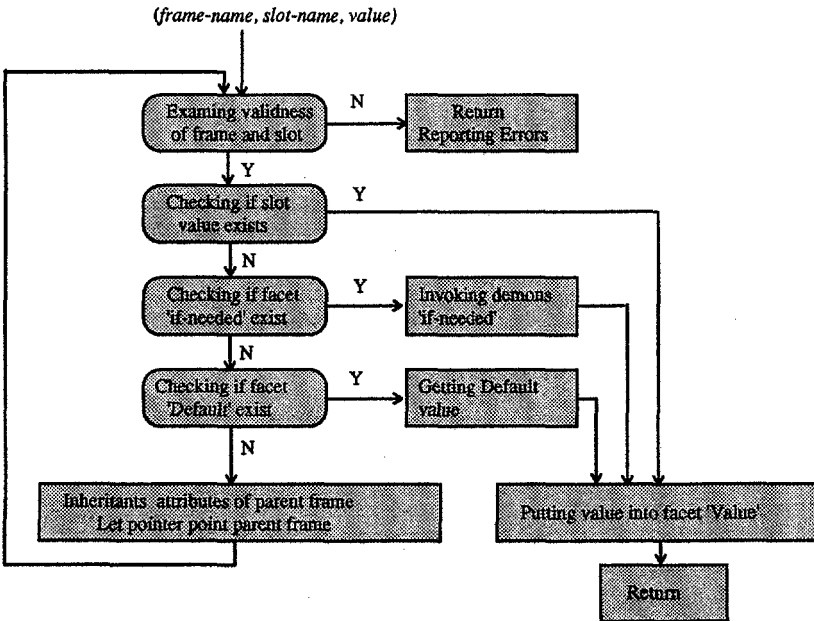 (frame-name, slot-name, value)
Examing validness
of frame and slot
N
Return
Reporting Errors
Y
Checking if slot
value exists
Y
N
Checking if facet
'if-needed' exist
Y
Invoking demons
'if-needed'
N
Checking if facet
'Default' exist
Y
Getting Default
value
N
Inheritants attributes of parent frame
Let pointer point parent frame
Putting value into facet 'Value'
Return